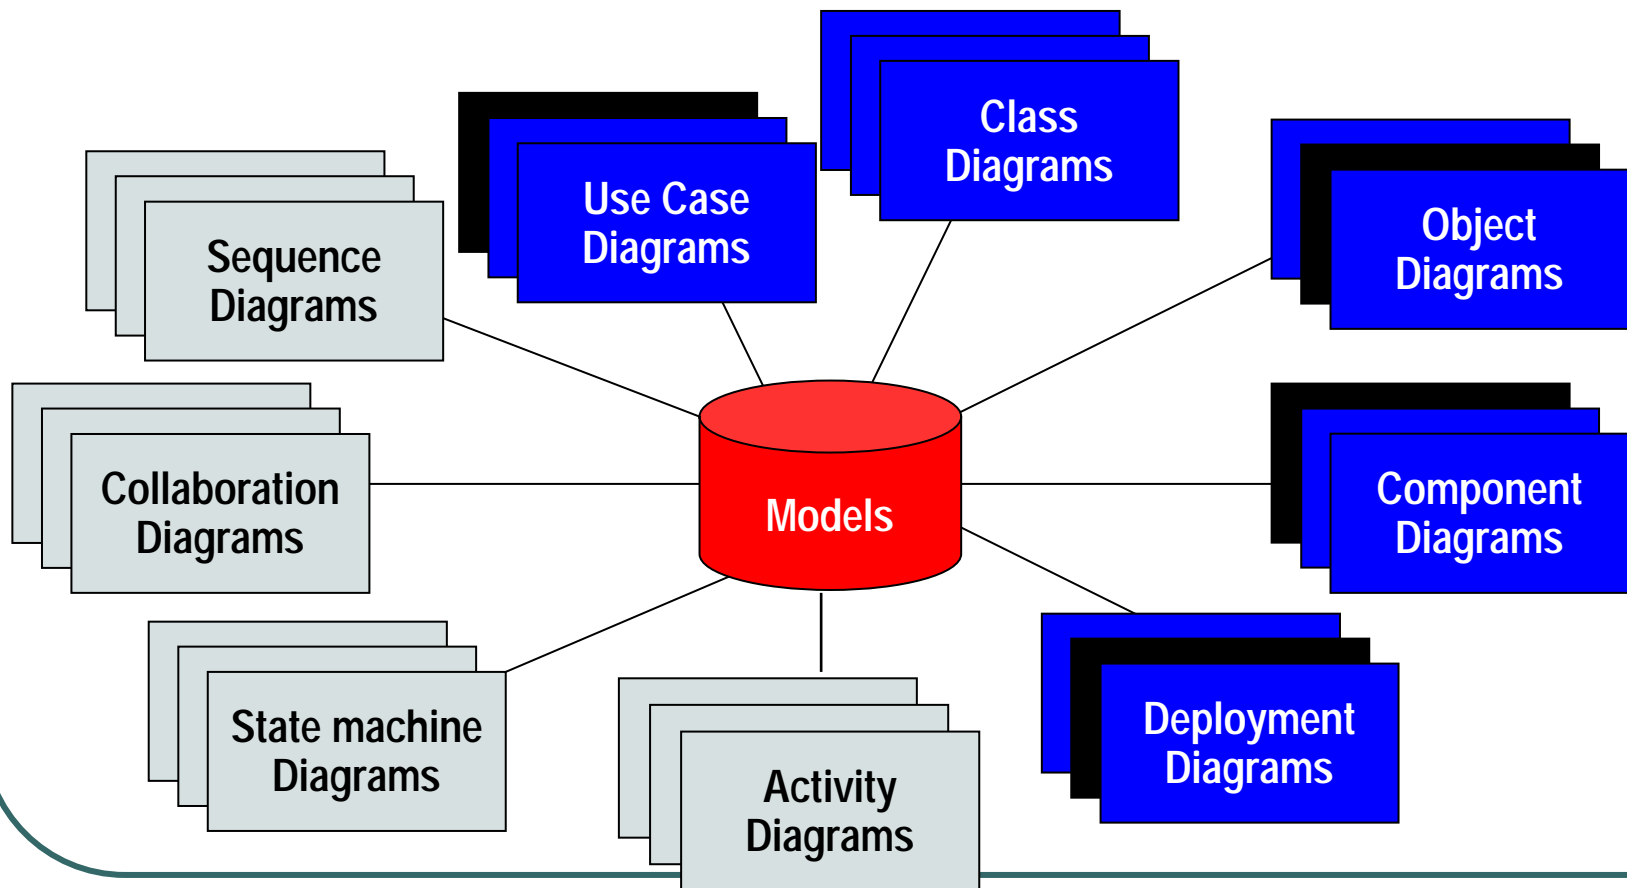 Class
Diagrams
Use Case
Diagrams
Object
Diagrams
Sequence
Diagrams
Collaboration
Diagrams
Models
Component
Diagrams
State machine
Diagrams
Activity
Diagrams
Deployment
Diagrams